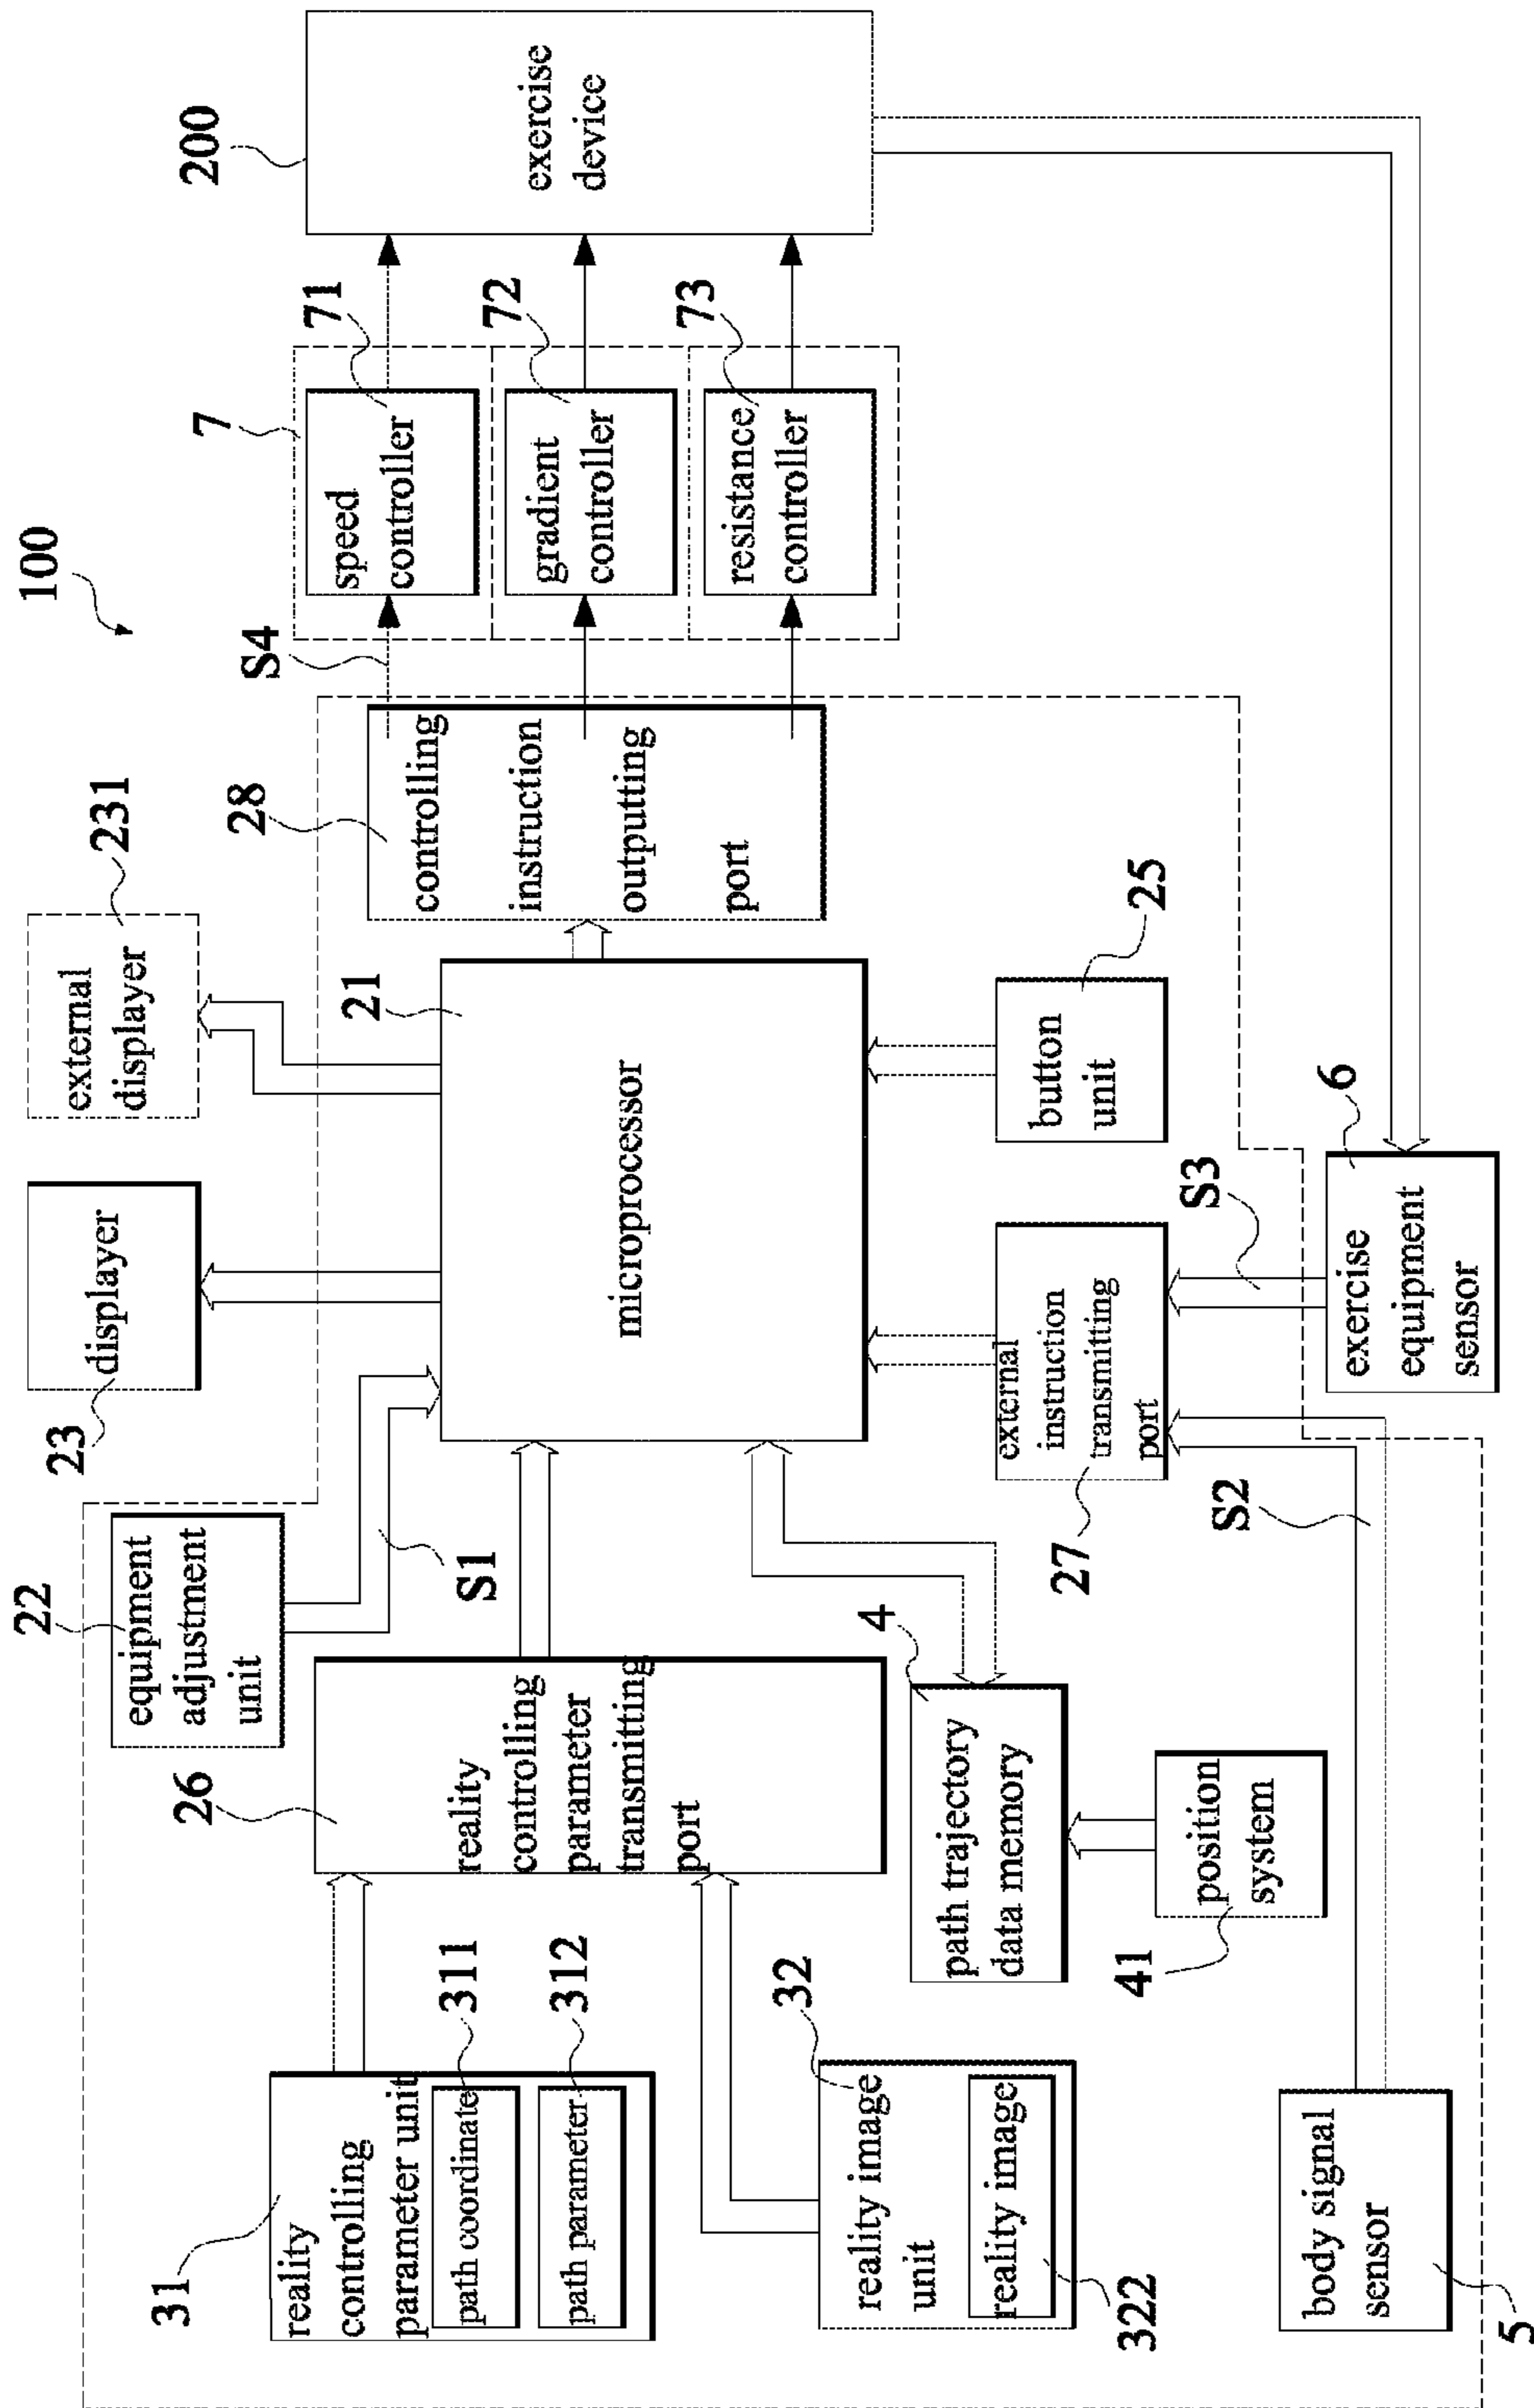 100
22
equipment
adjustment
unit
23
displayer
external
displayer
231
S1
26
reality
controlling
parameter
transmitting
port
21
microprocessor
28
controlling
instruction
outputting
port
S4
7
speed
controller
71
gradient
controller
72
resistance
controller
73
200
exercise
device
31
reality
controlling
parameter unit
path coordinate
311
path parameter
312
32
reality image
unit
reality image
322
4
path trajectory
data memory
position
system
41
external
instruction
transmitting
port
27
button
unit
25
S2
S3
body signal
sensor
5
exercise
equipment
sensor
6